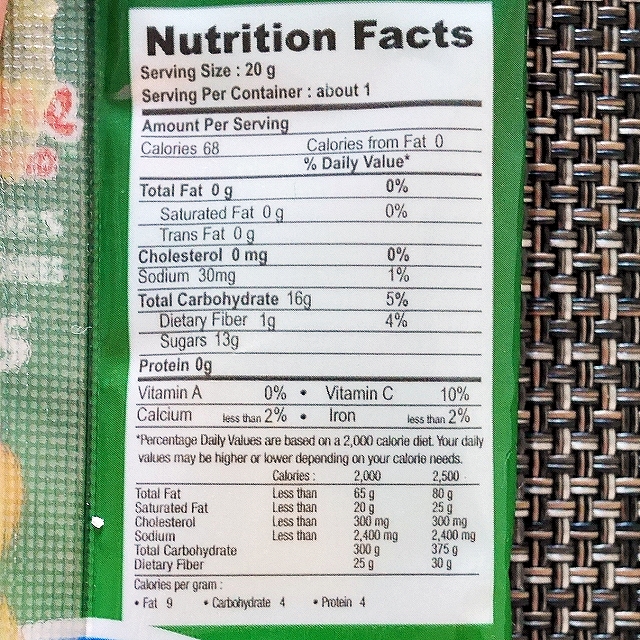 Nutrition Facts
Serving Size : 20 g
Serving Per Container : about 1
Amount Per Serving
Calories 68 Calories from Fat 0
% Daily Value*
Total Fat 0 g 0%
Saturated Fat 0 g 0%
Trans Fat 0 g
Cholesterol 0 mg 0%
Sodium 30mg 1%
Total Carbohydrate 16g 5%
Dietary Fiber 1g 4%
Sugars 13g
Protein 0g
Vitamin A 0% • Vitamin C 10%
Calcium less than 2% • Iron less than 2%
*Percentage Daily Values are based on a 2,000 calorie diet. Your daily
values may be higher or lower depending on your calorie needs.
Calories : 2,000 2,500
Total Fat Less than 65 g 80 g
Saturated Fat Less than 20 g 25 g
Cholesterol Less than 300 mg 300 mg
Sodium Less than 2,400 mg 2,400 mg
Total Carbohydrate 300 g 375 g
Dietary Fiber 25 g 30 g
Calories per gram :
• Fat 9 • Carbohydrate 4 • Protein 4